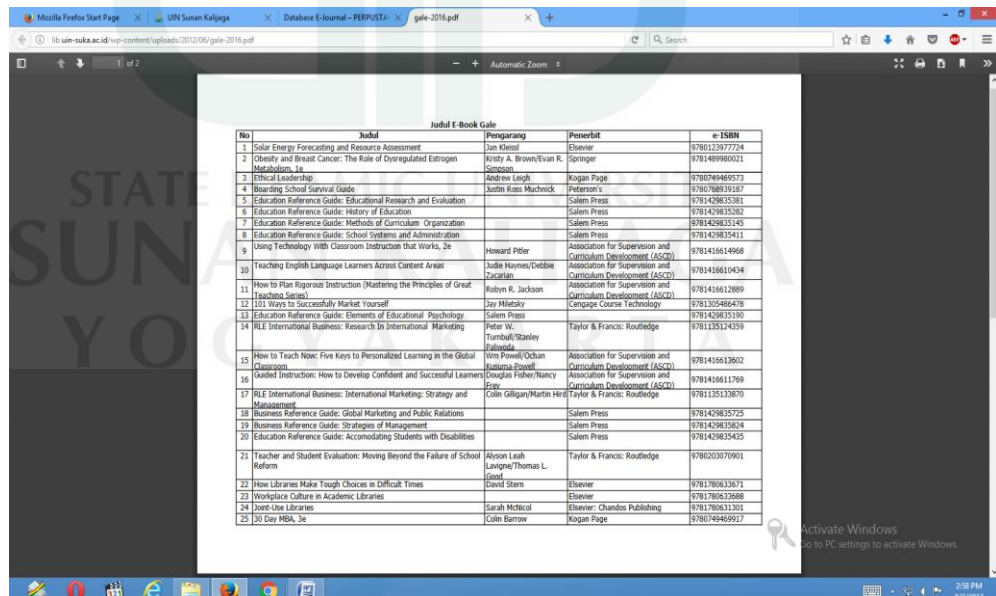 Mozilla Firefox Start Page
UIN Sunan Kalijaga
Database E-Journal – PERPUSTA
gale-2016.pdf
lib.uin-suka.ac.id/wp-content/uploads/2012/06/gale-2016.pdf
Search
1 of 2
Automatic Zoom
Judul E-Book Gale
No Judul Pengarang Penerbit e-ISBN
1 Solar Energy Forecasting and Resource Assessment Jan Kleissl Elsevier 9780123977724
2 Obesity and Breast Cancer: The Role of Dysregulated Estrogen Kristy A. Brown/Evan R. Springer 9781489980021
Metabolism, 1e Simpson
3 Ethical Leadership Andrew Leigh Kogan Page 9780749469573
4 Boarding School Survival Guide Justin Ross Muchnick Peterson's 9780768939187
5 Education Reference Guide: Educational Research and Evaluation Salem Press 9781429835381
6 Education Reference Guide: History of Education Salem Press 9781429835282
7 Education Reference Guide: Methods of Curriculum Organization Salem Press 9781429835145
8 Education Reference Guide: School Systems and Administration Salem Press 9781429835411
9 Using Technology With Classroom Instruction that Works, 2e Howard Pitler Association for Supervision and 9781416614968
Curriculum Development (ASCD)
10 Teaching English Language Learners Across Content Areas Judie Haynes/Debbie Association for Supervision and 9781416610434
Zacarian Curriculum Development (ASCD)
11 How to Plan Rigorous Instruction (Mastering the Principles of Great Robyn R. Jackson Association for Supervision and 9781416612889
Teaching Series) Curriculum Development (ASCD)
12 101 Ways to Successfully Market Yourself Jay Miletsky Cengage Course Technology 9781305486478
13 Education Reference Guide: Elements of Educational Psychology Salem Press 9781429835190
14 RLE International Business: Research In International Marketing Peter W. Taylor & Francis: Routledge 9781135124359
Turnbull/Stanley
Paliwoda
15 How to Teach Now: Five Keys to Personalized Learning in the Global Wm Powell/Ochan Association for Supervision and 9781416613602
Classroom Kusuma-Powell Curriculum Development (ASCD)
16 Guided Instruction: How to Develop Confident and Successful Learners Douglas Fisher/Nancy Association for Supervision and 9781416611769
Frey Curriculum Development (ASCD)
17 RLE International Business: International Marketing: Strategy and Colin Gilligan/Martin Hird Taylor & Francis: Routledge 9781135133870
Management
18 Business Reference Guide: Global Marketing and Public Relations Salem Press 9781429835725
19 Business Reference Guide: Strategies of Management Salem Press 9781429835824
20 Education Reference Guide: Accomodating Students with Disabilities Salem Press 9781429835435
21 Teacher and Student Evaluation: Moving Beyond the Failure of School Alyson Leah Taylor & Francis: Routledge 9780203070901
Reform Lavigne/Thomas L.
Good
22 How Libraries Make Tough Choices in Difficult Times David Stern Elsevier 9781780633671
23 Workplace Culture in Academic Libraries Elsevier 9781780633688
24 Joint-Use Libraries Sarah McNicol Elsevier: Chandos Publishing 9781780631301
25 30 Day MBA, 3e Colin Barrow Kogan Page 9780749469917
STATE ISLAMIC UNIVERSITY
SUNAN KALIJAGA
YOGYAKARTA
Activate Windows
Go to PC settings to activate Windows.
2:58 PM